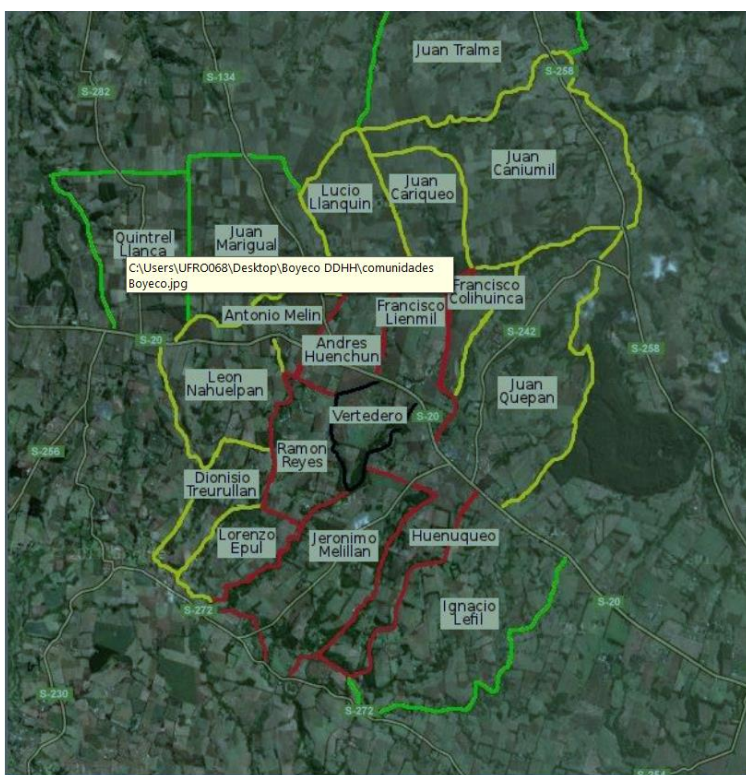 Juan Tralma
S-258
S-134
S-282
Juan
Caniumil
Juan
Cariqueo
Lucio
Llanquin
Quintrel
Llanca
Juan
Marigual
C:\Users\UFRO068\Desktop\Boyeco DDHH\comunidades
Boyeco.jpg
Francisco
Colihuinca
Francisco
Lienmil
Antonio Melin
S-20
S-242
Andres
Huenchun
S-258
Leon
Nahuelpan
Juan
Quepan
Vertedero
S-20
S-256
Ramon
Reyes
Dionisio
Treurullan
Lorenzo
Epul
Jeronimo
Melillan
Huenuqueo
S-272
S-20
Ignacio
Lefil
S-230
S-272